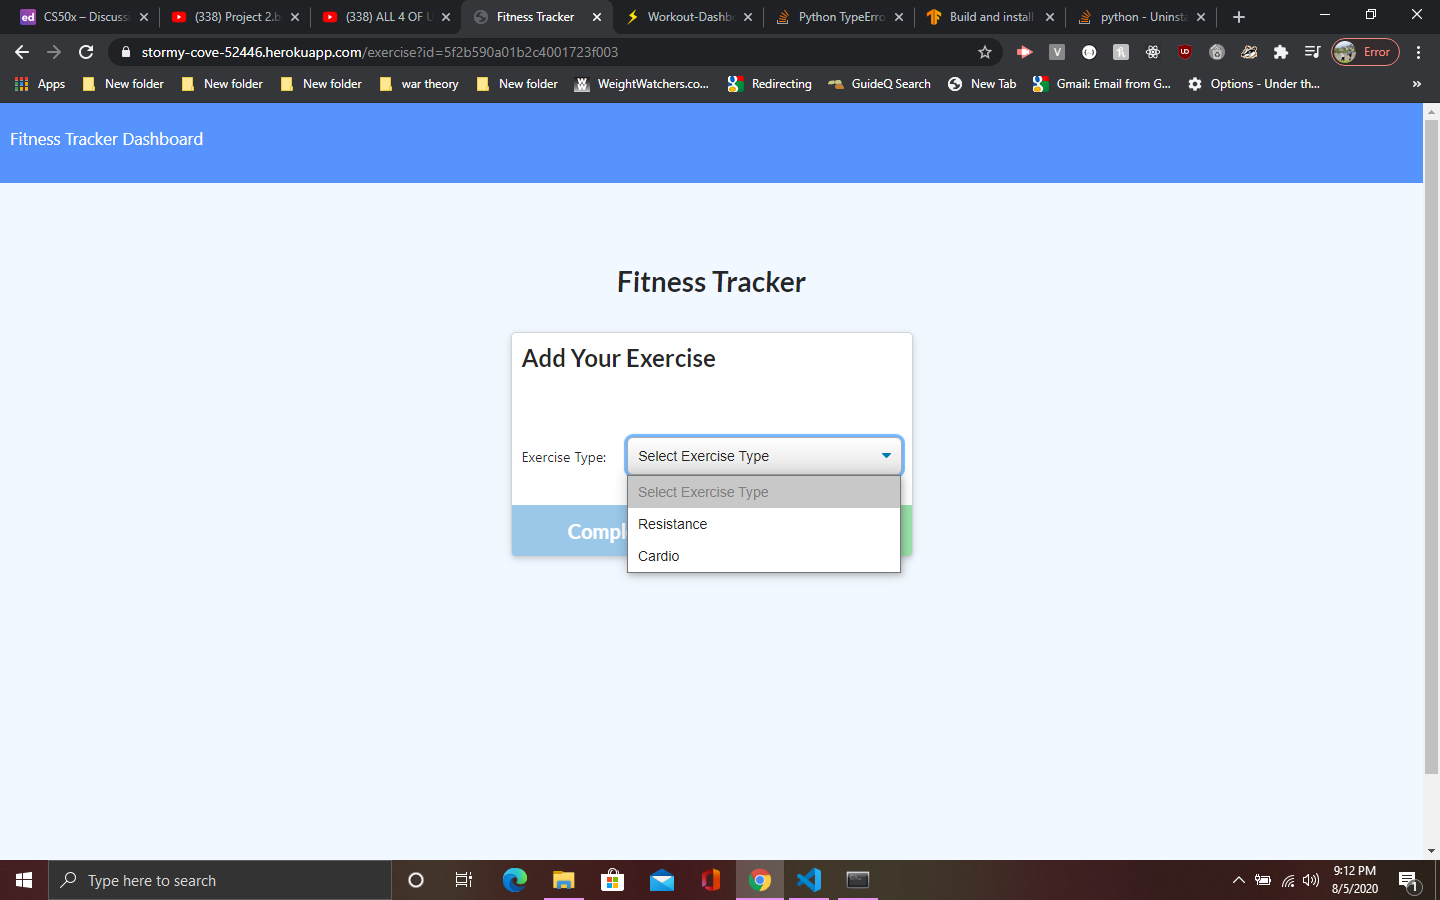 CS50x – Discussi
(338) Project 2.b
(338) ALL 4 OF U
Fitness Tracker
Workout-Dashb
Python TypeErro
Build and install
python - Uninsta
stormy-cove-52446.herokuapp.com/exercise?id=5f2b590a01b2c4001723f003
Error
Apps
New folder
New folder
New folder
war theory
New folder
WeightWatchers.co...
Redirecting
GuideQ Search
New Tab
Gmail: Email from G...
Options - Under th...
»
Fitness Tracker Dashboard
Fitness Tracker
Add Your Exercise
Exercise Type:
Select Exercise Type
Select Exercise Type
Resistance
Cardio
Compl
Type here to search
9:12 PM
8/5/2020
1